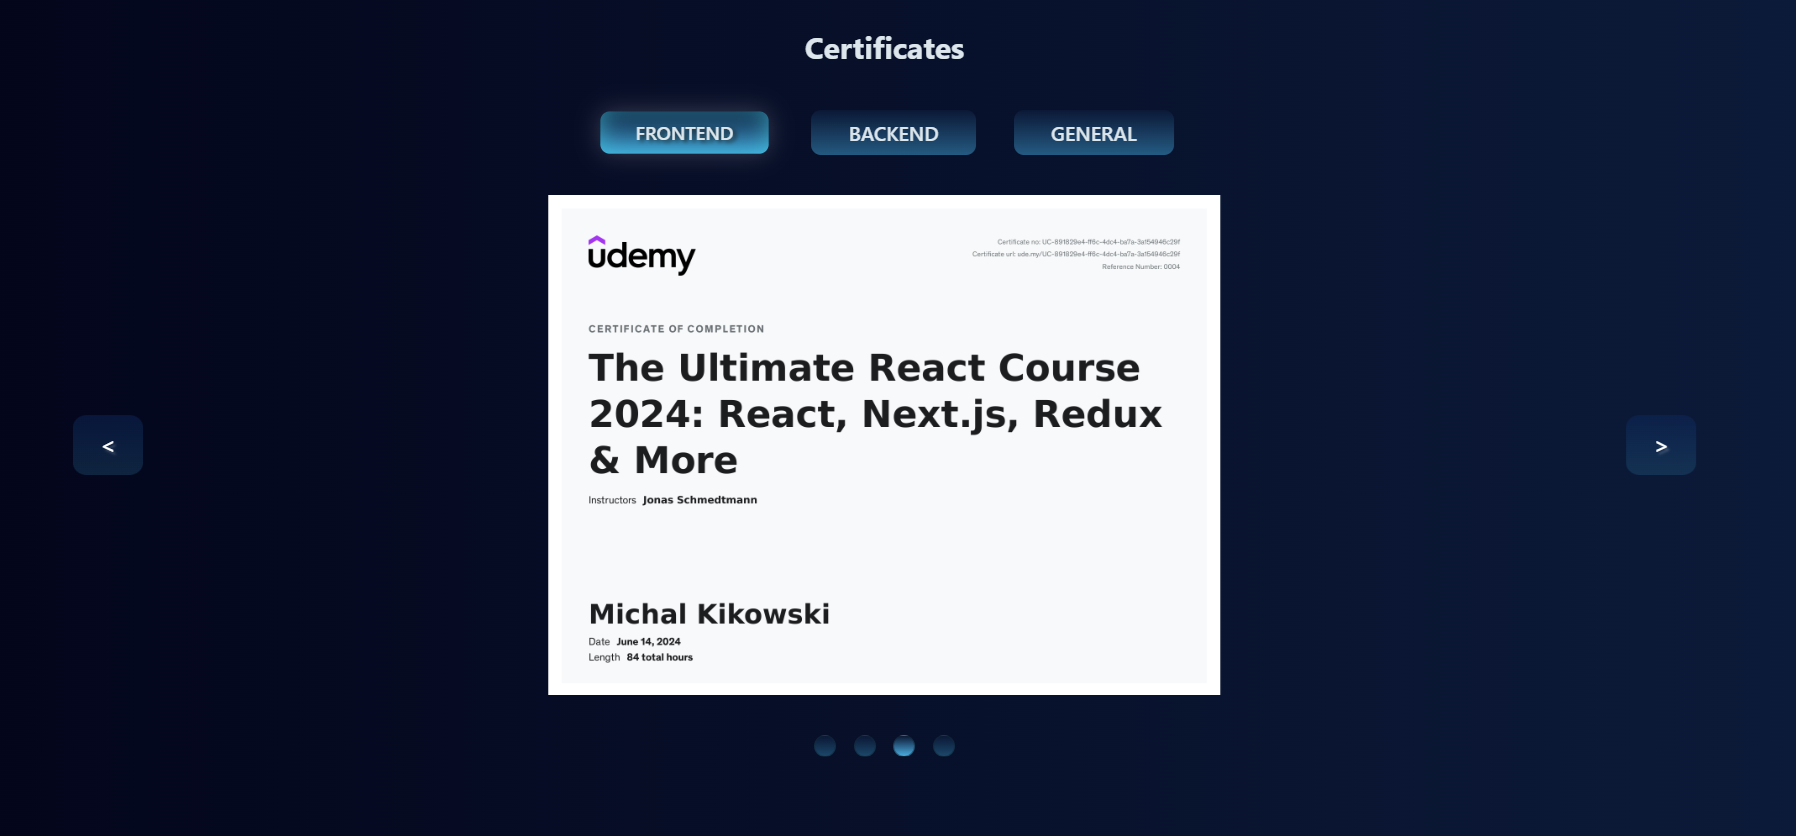 Certificates
FRONTEND
BACKEND
GENERAL
udemy
Certificate no: UC-891829e4-ff6c-4dc4-ba7a-3a154946c29f
Certificate url: ude.my/UC-891829e4-ff6c-4dc4-ba7a-3a154946c29f
Reference Number: 0004
CERTIFICATE OF COMPLETION
The Ultimate React Course
2024: React, Next.js, Redux
& More
Instructors Jonas Schmedtmann
<
>
Michal Kikowski
Date June 14, 2024
Length 84 total hours